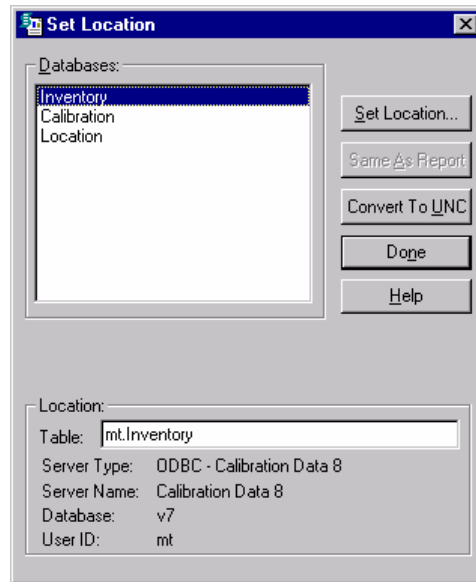 Set Location
Databases:
Inventory
Calibration
Location
Set Location...
Same As Report
Convert To UNC
Done
Help
Location:
Table: mt.Inventory
Server Type: ODBC - Calibration Data 8
Server Name: Calibration Data 8
Database: v7
User ID: mt